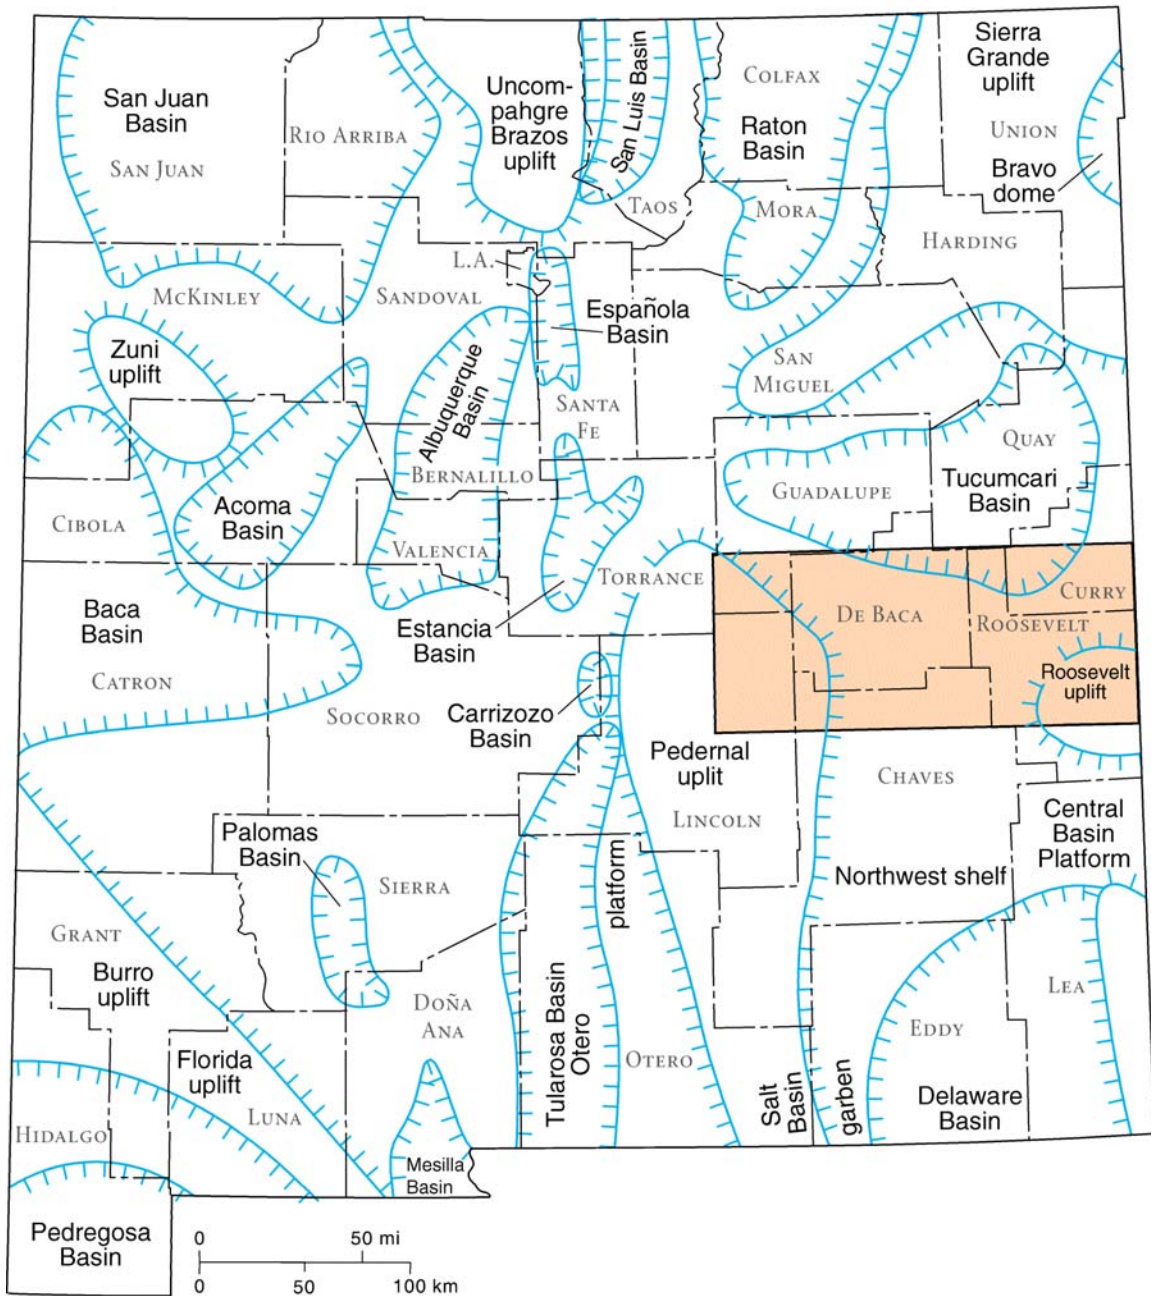 San Juan
Basin
SAN JUAN
RIO ARRIBA
Uncom-
pahgre
Brazos
uplift
San Luis Basin
TAOS
COLFAX
Raton
Basin
MORA
Sierra
Grande
uplift
UNION
Bravo
dome
HARDING
L.A.
MCKINLEY
SANDOVAL
Española
Basin
Zuni
uplift
Albuquerque
Basin
SANTA
FE
SAN
MIGUEL
BERNALILLO
QUAY
Tucumcari
Basin
GUADALUPE
Acoma
Basin
CIBOLA
VALENCIA
TORRANCE
Estancia
Basin
DE BACA
CURRY
ROOSEVELT
Roosevelt
uplift
Baca
Basin
CATRON
SOCORRO
Carrizozo
Basin
Pedernal
uplit
LINCOLN
CHAVES
Central
Basin
Platform
Northwest shelf
Palomas
Basin
SIERRA
platform
Tularosa Basin
Otero
GRANT
Burro
uplift
DOÑA
ANA
OTERO
Salt
Basin
garben
EDDY
LEA
Delaware
Basin
Florida
uplift
LUNA
HIDALGO
Mesilla
Basin
Pedregosa
Basin
0 50 mi
0 50 100 km